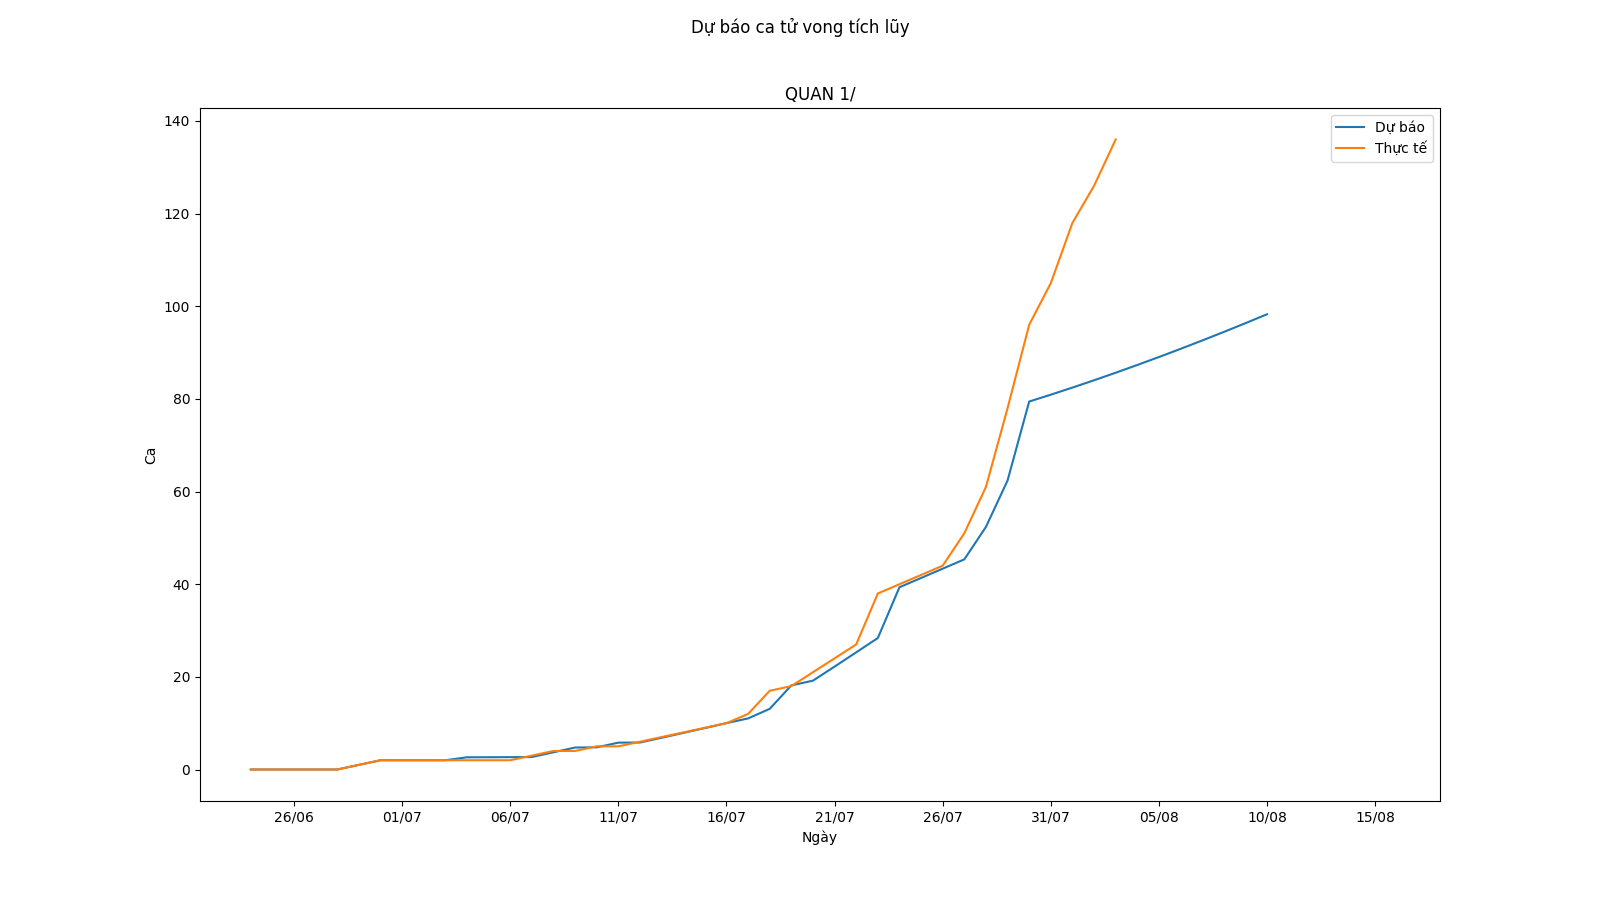 Dự báo ca tử vong tích lũy
QUAN 1/
Dự báo
Thực tế
140
120
100
80
60
40
20
0
Ca
26/06 01/07 06/07 11/07 16/07 21/07 26/07 31/07 05/08 10/08 15/08
Ngày